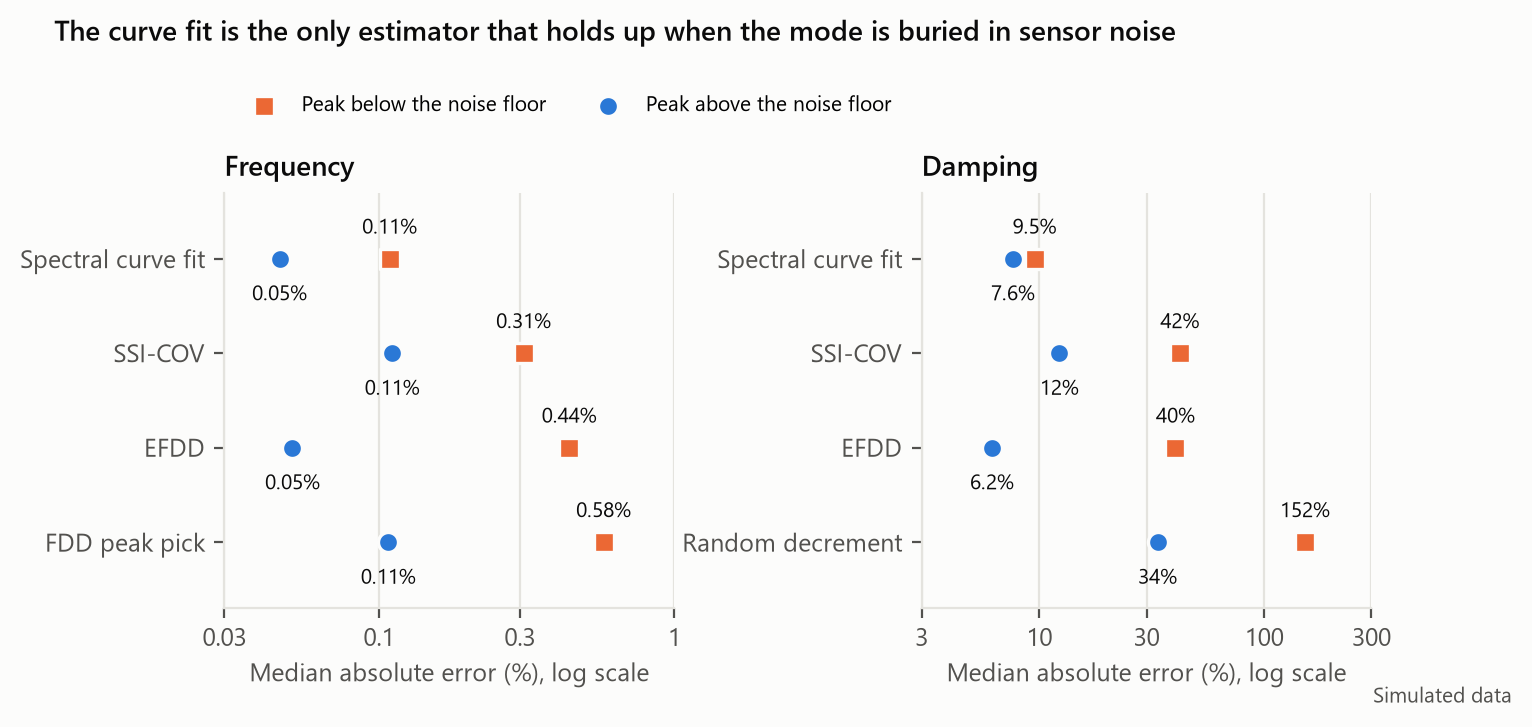 The curve fit is the only estimator that holds up when the mode is buried in sensor noise
Peak below the noise floor
Peak above the noise floor
Frequency
Spectral curve fit
0.11%
0.05%
SSI-COV
0.31%
0.11%
EFDD
0.44%
0.05%
FDD peak pick
0.58%
0.11%
0.03 0.1 0.3 1
Median absolute error (%), log scale
Damping
Spectral curve fit
9.5%
7.6%
SSI-COV
42%
12%
EFDD
40%
6.2%
Random decrement
152%
34%
3 10 30 100 300
Median absolute error (%), log scale
Simulated data